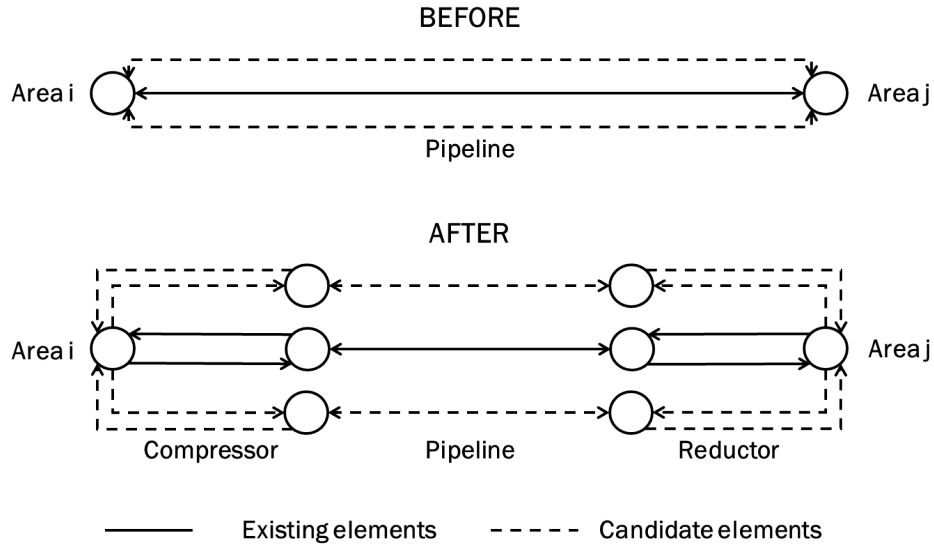 BEFORE
Area i
Area j
Pipeline
AFTER
Area i
Area j
Compressor
Pipeline
Reductor
Existing elements
Candidate elements